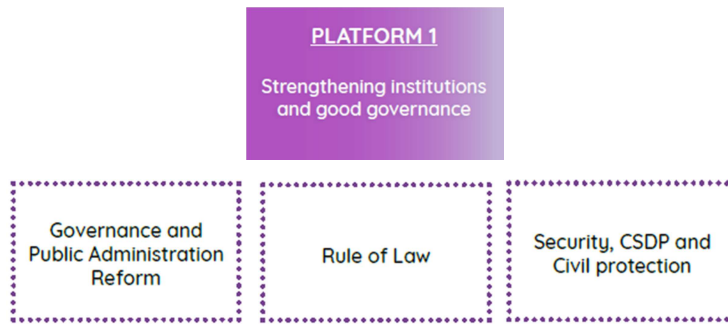 PLATFORM 1
Strengthening institutions
and good governance
Governance and
Public Administration
Reform
Rule of Law
Security, CSDP and
Civil protection